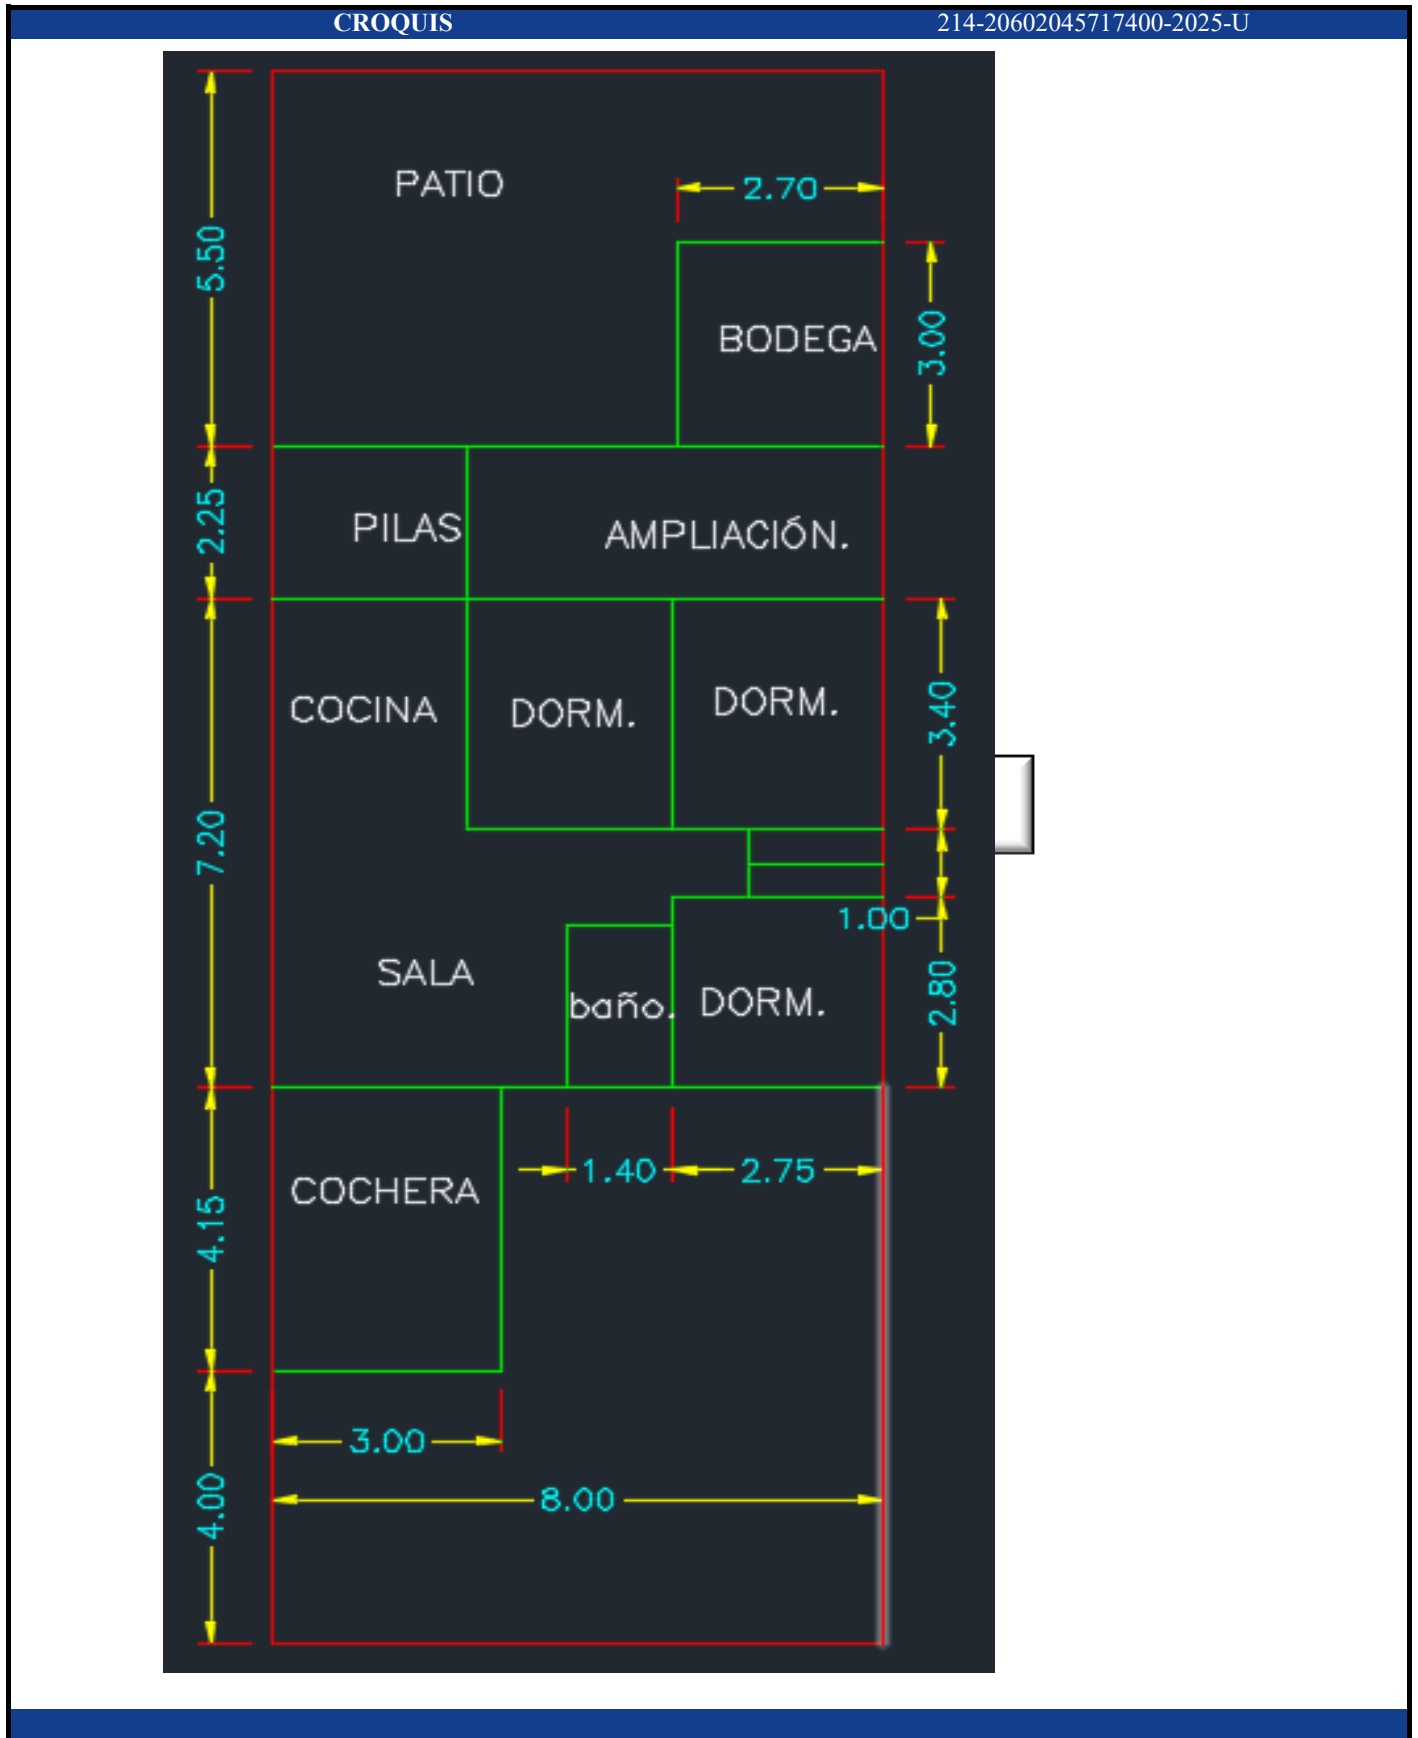 CROQUIS 214-20602045717400-2025-U
PATIO
2.70
5.50
BODEGA
3.00
PILAS
AMPLIACIÓN.
2.25
COCINA
DORM.
DORM.
3.40
7.20
1.00
SALA
baño.
DORM.
2.80
1.40
2.75
COCHERA
4.15
3.00
8.00
4.00